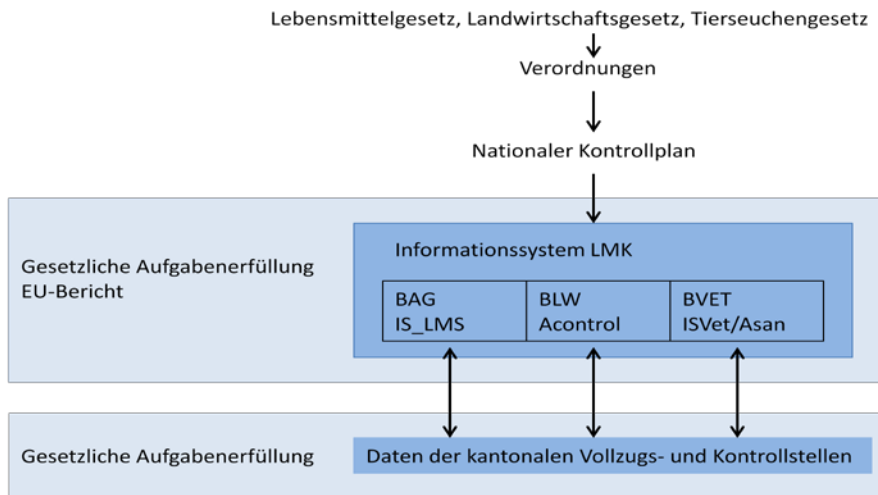 Lebensmittelgesetz, Landwirtschaftsgesetz, Tierseuchengesetz
Verordnungen
Nationaler Kontrollplan
Gesetzliche Aufgabenerfüllung
EU-Bericht
Informationssystem LMK
BAG
IS_LMS
BLW
Acontrol
BVET
ISVet/Asan
Gesetzliche Aufgabenerfüllung
Daten der kantonalen Vollzugs- und Kontrollstellen